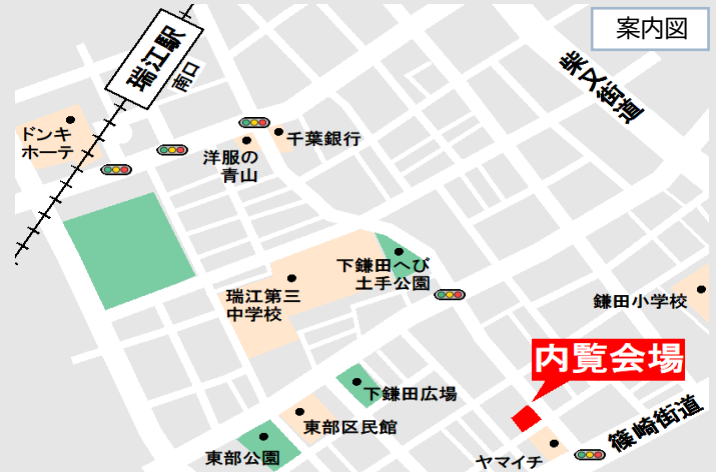 案内図
瑞江駅
南口
柴又街道
ドンキ
ホーテ
千葉銀行
洋服の
青山
下鎌田へび
土手公園
瑞江第三
中学校
鎌田小学校
内覧会場
下鎌田広場
東部区民館
東部公園
ヤマイチ
篠崎街道